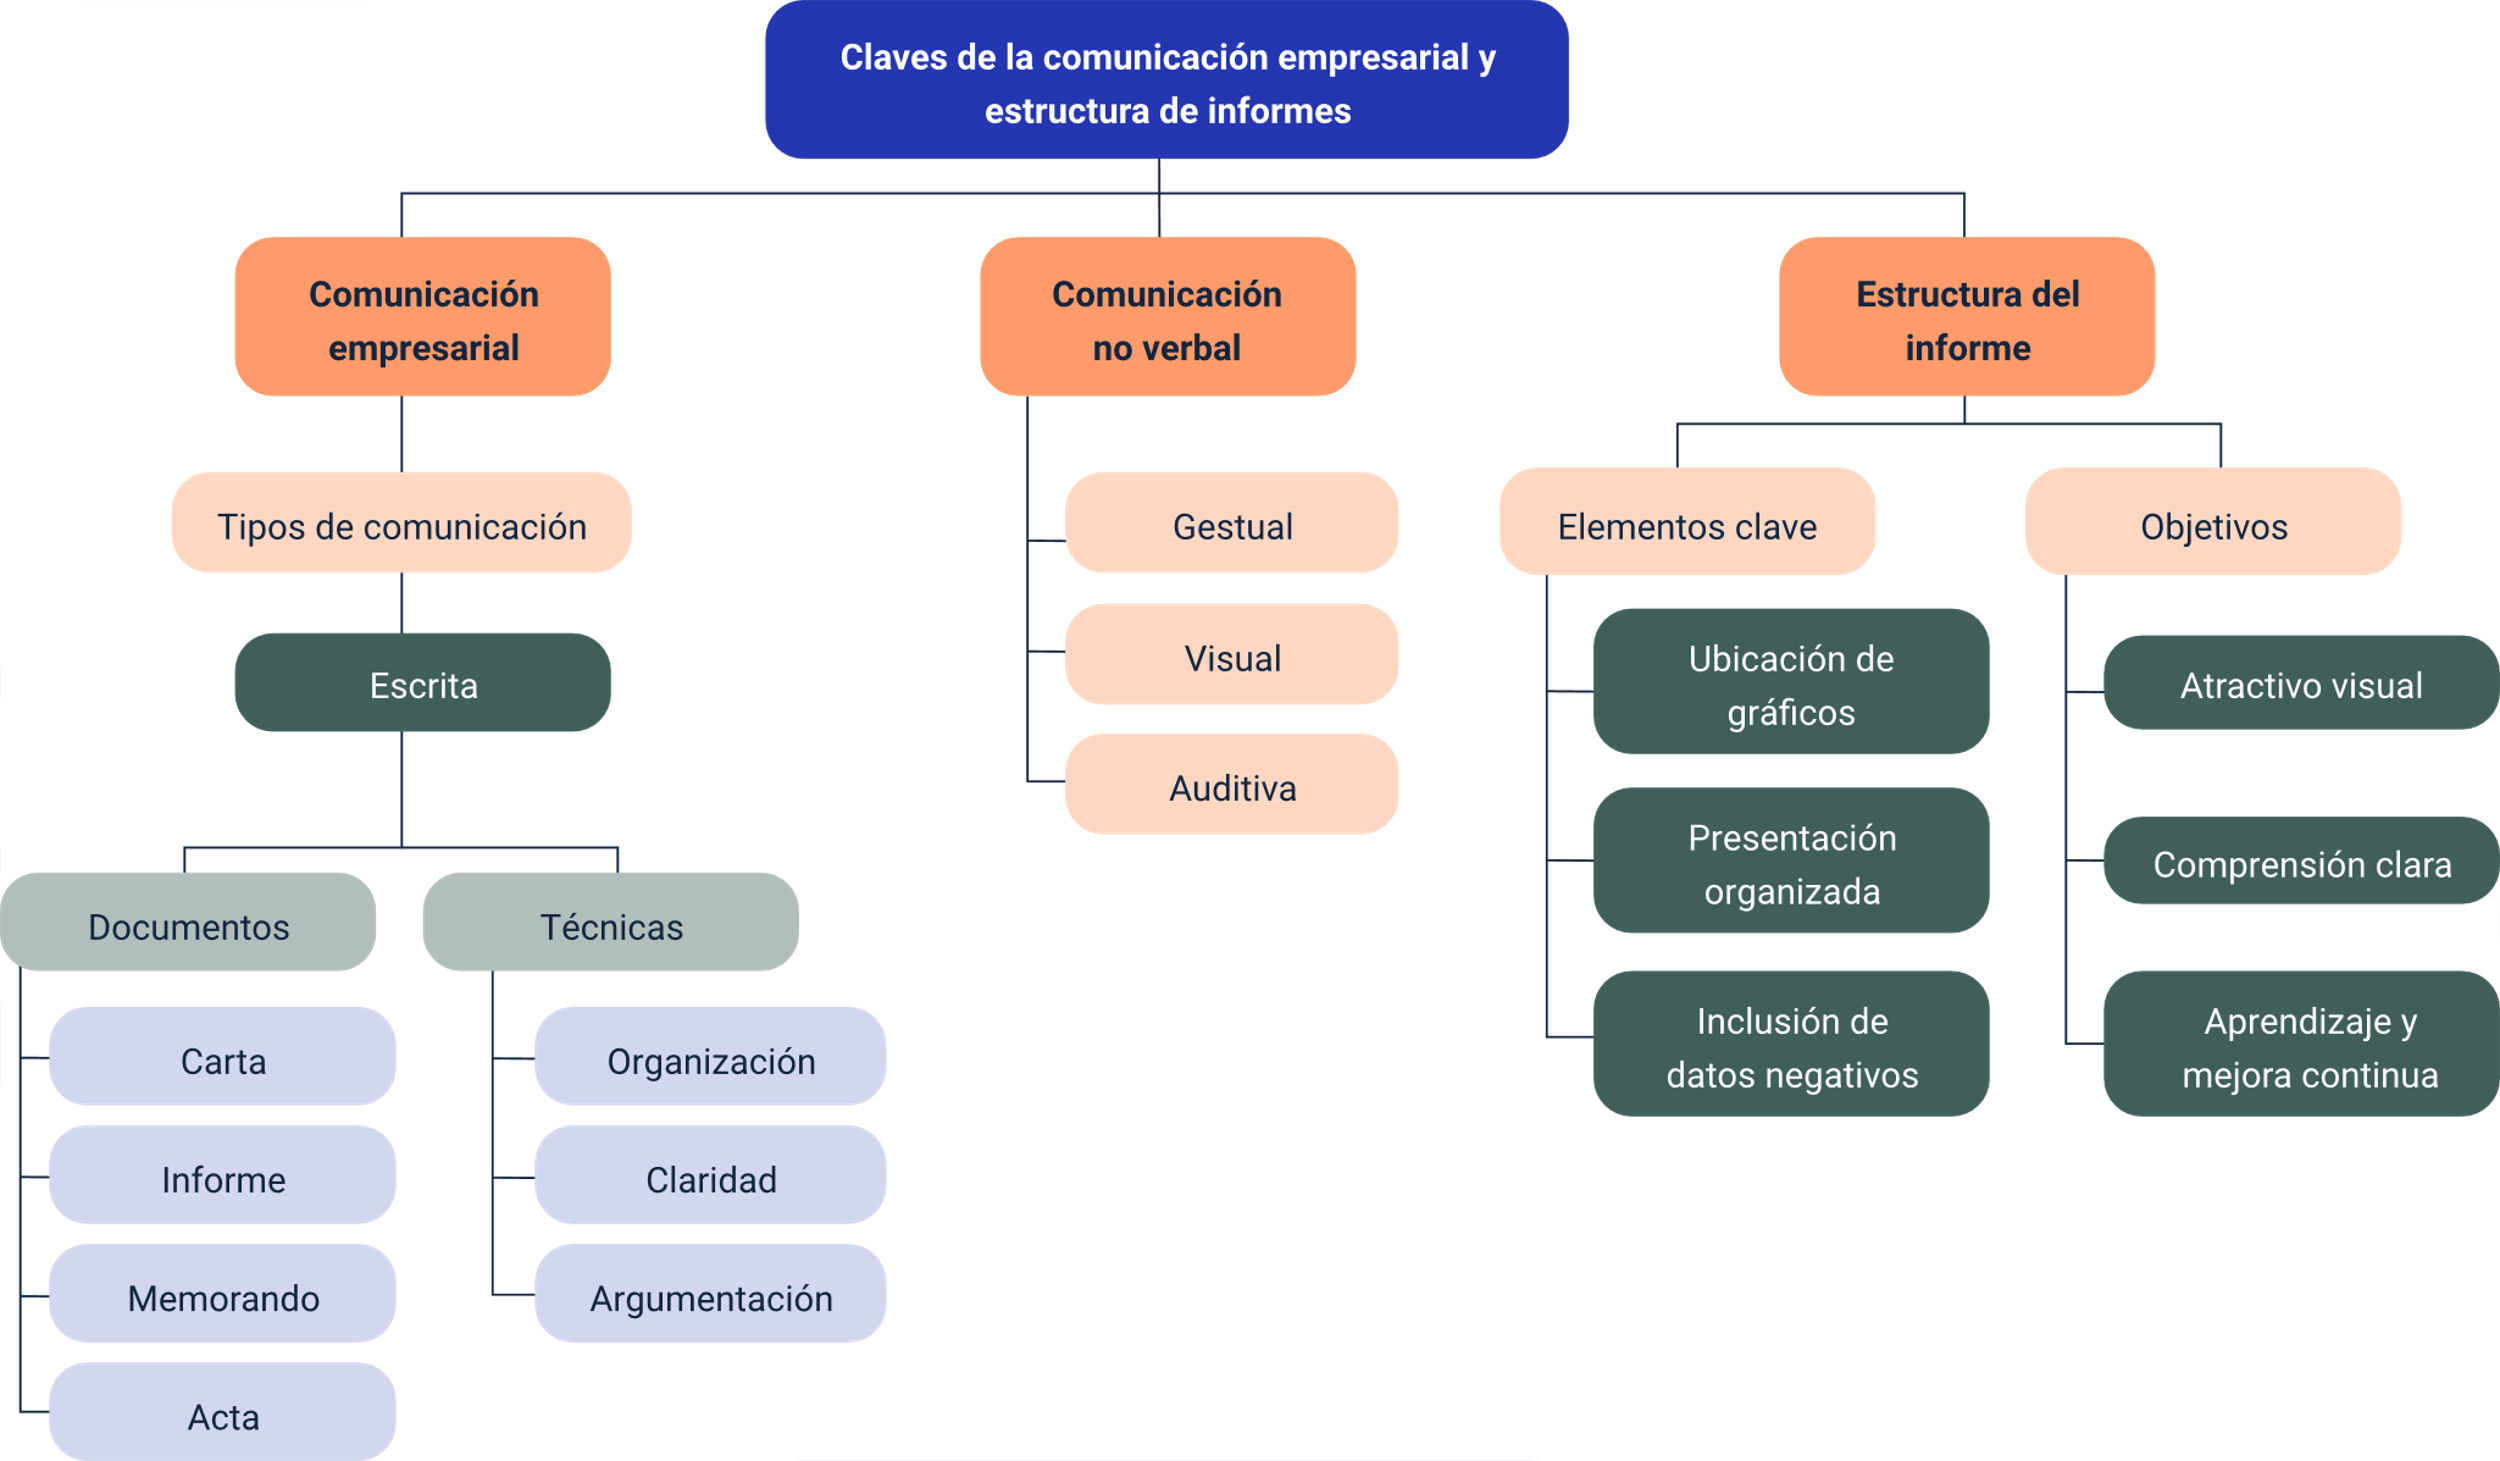 Claves de la comunicación empresarial y
estructura de informes
Comunicación
empresarial
Tipos de comunicación
Escrita
Documentos
Carta
Informe
Memorando
Acta
Técnicas
Organización
Claridad
Argumentación
Comunicación
no verbal
Gestual
Visual
Auditiva
Estructura del
informe
Elementos clave
Ubicación de
gráficos
Presentación
organizada
Inclusión de
datos negativos
Objetivos
Atractivo visual
Comprensión clara
Aprendizaje y
mejora continua